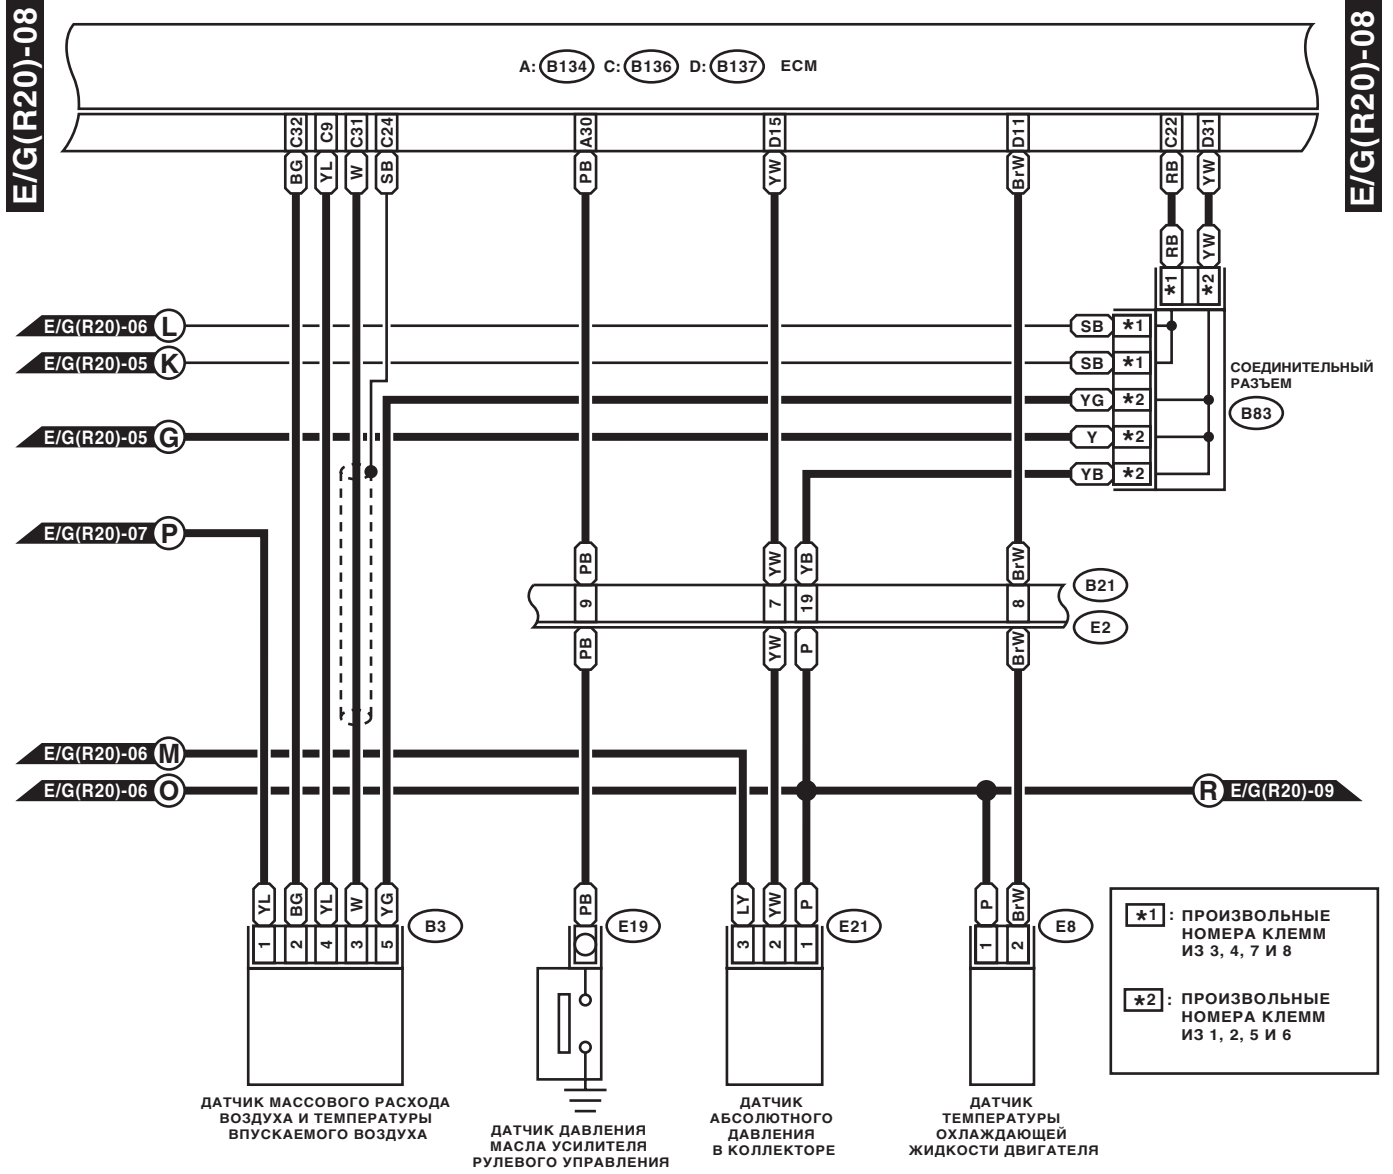 E/G(R20)-08
E/G(R20)-08
A: B134 C: B136 D: B137 ECM
C32 C9 C31 C24 A30 D15 D11 C22 D31
BG YL W SB PB YW BrW RB YW
RB YW
*1 *2
E/G(R20)-06 L SB *1
E/G(R20)-05 K SB *1
СОЕДИНИТЕЛЬНЫЙ
РАЗЪЕМ
YG *2
B83
E/G(R20)-05 G Y *2
YB *2
E/G(R20)-07 P
PB YW YB BrW
9 7 19 8
B21
E2
PB YW P BrW
E/G(R20)-06 M
E/G(R20)-06 O
R E/G(R20)-09
YL BG YL W YG PB LY YW P P BrW
1 2 4 3 5 B3 E19 3 2 1 E21 1 2 E8
*1 : ПРОИЗВОЛЬНЫЕ
НОМЕРА КЛЕММ
ИЗ 3, 4, 7 И 8
*2 : ПРОИЗВОЛЬНЫЕ
НОМЕРА КЛЕММ
ИЗ 1, 2, 5 И 6
ДАТЧИК МАССОВОГО РАСХОДА
ВОЗДУХА И ТЕМПЕРАТУРЫ
ВПУСКАЕМОГО ВОЗДУХА
ДАТЧИК ДАВЛЕНИЯ
МАСЛА УСИЛИТЕЛЯ
РУЛЕВОГО УПРАВЛЕНИЯ
ДАТЧИК
АБСОЛЮТНОГО
ДАВЛЕНИЯ
В КОЛЛЕКТОРЕ
ДАТЧИК
ТЕМПЕРАТУРЫ
ОХЛАЖДАЮЩЕЙ
ЖИДКОСТИ ДВИГАТЕЛЯ